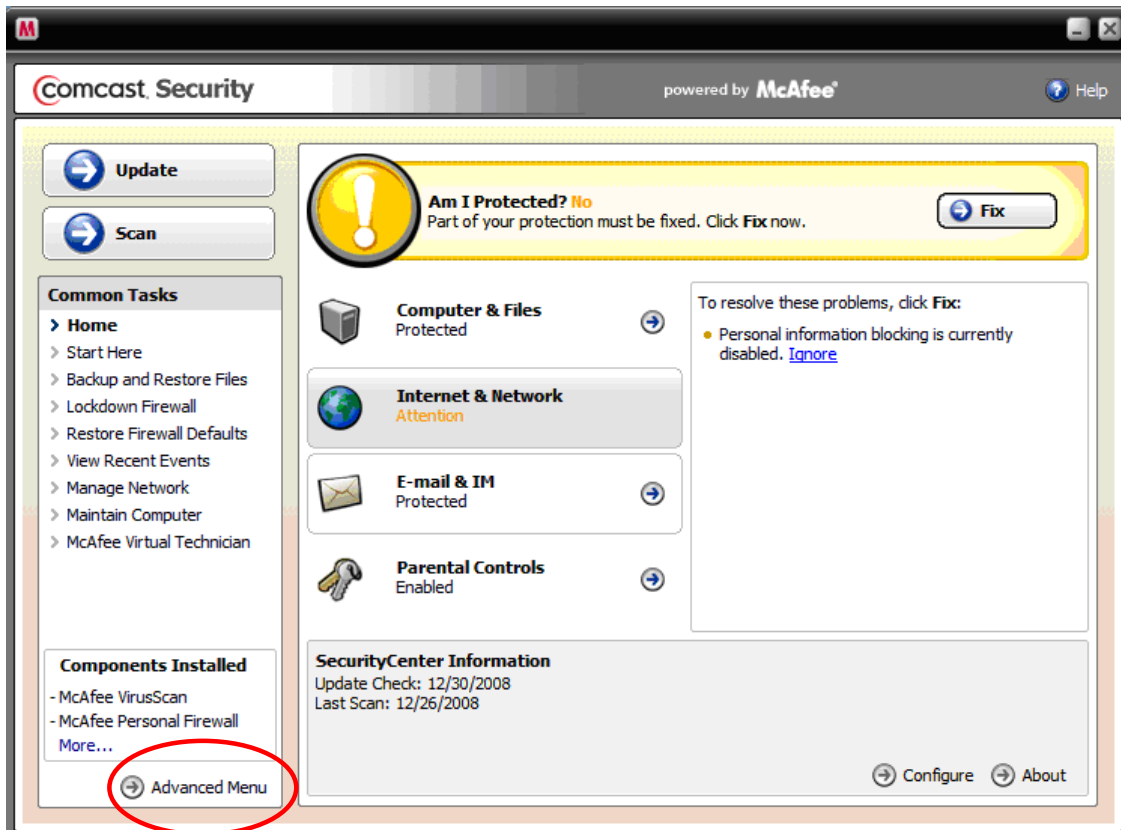 M
comcast. Security
powered by McAfee®
? Help
Update
Scan
Common Tasks
Home
Start Here
Backup and Restore Files
Lockdown Firewall
Restore Firewall Defaults
View Recent Events
Manage Network
Maintain Computer
McAfee Virtual Technician
Components Installed
- McAfee VirusScan
- McAfee Personal Firewall
More...
Advanced Menu
Am I Protected? No
Part of your protection must be fixed. Click Fix now.
Fix
Computer & Files
Protected
Internet & Network
Attention
E-mail & IM
Protected
Parental Controls
Enabled
To resolve these problems, click Fix:
• Personal information blocking is currently
disabled. Ignore
SecurityCenter Information
Update Check: 12/30/2008
Last Scan: 12/26/2008
Configure
About